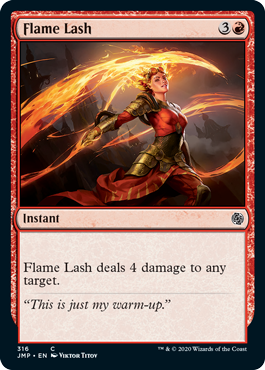 Flame Lash
3
Instant
Flame Lash deals 4 damage to any
target.
“This is just my warm-up.”
316 C
JMP • EN VIKTOR TITOV
™ & © 2020 Wizards of the Coast